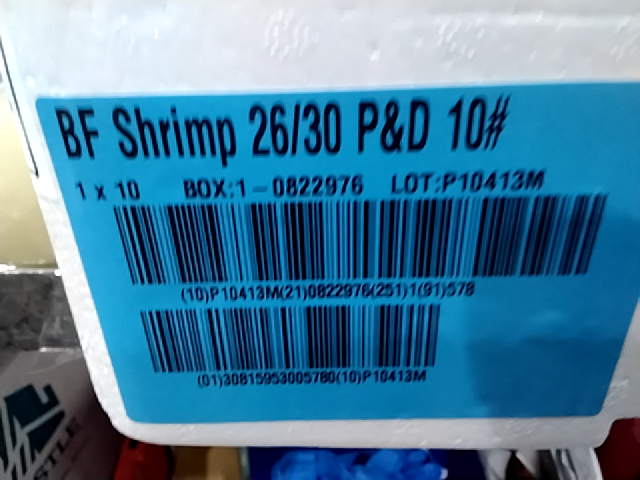 BF Shrimp 26/30 P&D 10#
1 x 10 BOX:1-0822976 LOT:P10413M
(10)P10413M(21)0822976(251)1(91)578
(01)30815953005780(10)P10413M